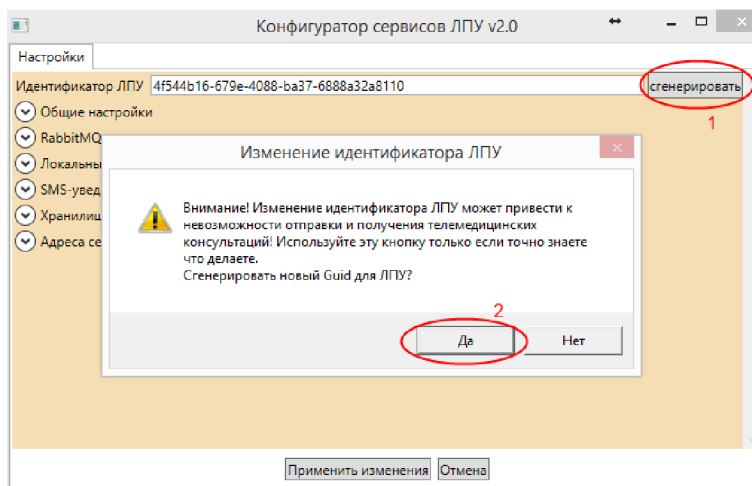 Конфигуратор сервисов ЛПУ v2.0
Настройки
Идентификатор ЛПУ 4f544b16-679e-4088-ba37-6888a32a8110 сгенерировать
1
Общие настройки
RabbitMQ
Локальны
SMS-увед
Хранилищ
Адреса се
Изменение идентификатора ЛПУ
Внимание! Изменение идентификатора ЛПУ может привести к
невозможности отправки и получения телемедицинских
консультаций! Используйте эту кнопку только если точно знаете
что делаете.
Сгенерировать новый Guid для ЛПУ?
2
Да Нет
Применить изменения Отмена